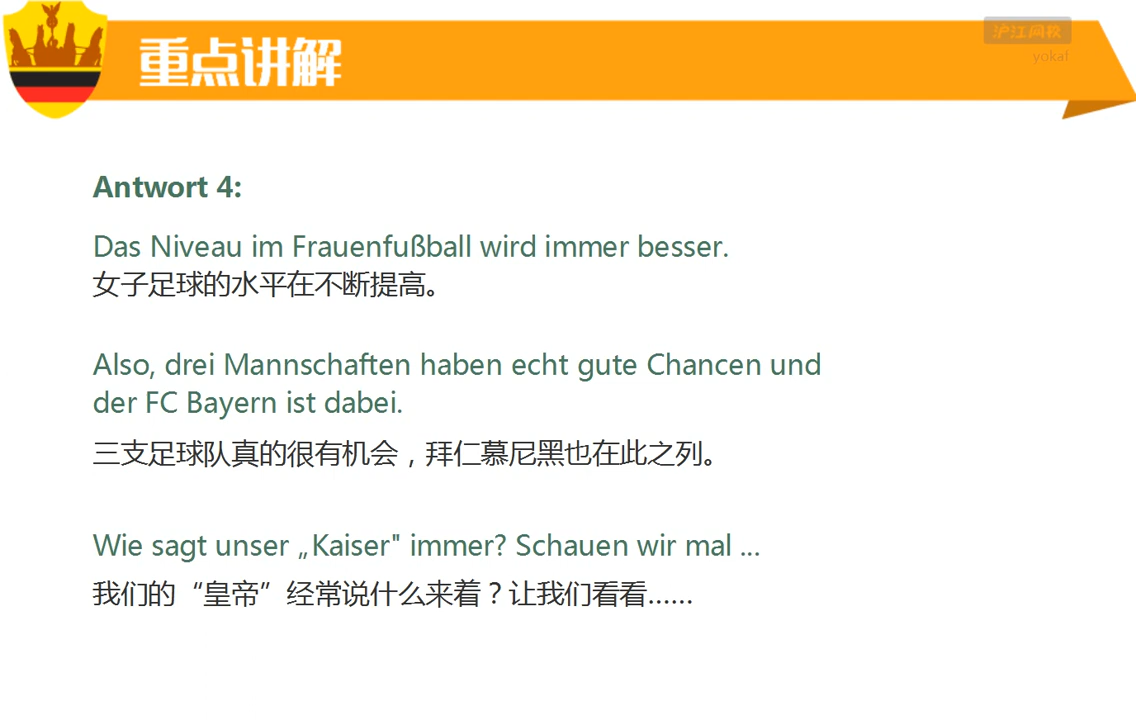 沪江网校
yokaf
重点讲解
Antwort 4:
Das Niveau im Frauenfußball wird immer besser.
女子足球的水平在不断提高。
Also, drei Mannschaften haben echt gute Chancen und
der FC Bayern ist dabei.
三支足球队真的很有机会，拜仁慕尼黑也在此之列。
Wie sagt unser „Kaiser" immer? Schauen wir mal ...
我们的“皇帝”经常说什么来着？让我们看看……